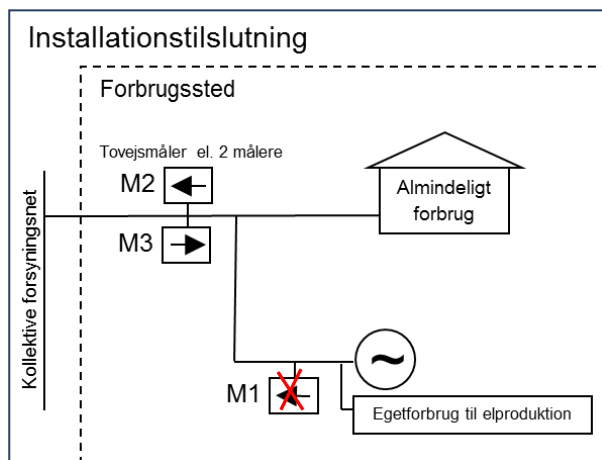 Installationstilslutning
Forbrugssted
Tovejsmåler el. 2 målere
M2
M3
Almindeligt
forbrug
Kollektive forsyningsnet
~
M1
Egetforbrug til elproduktion